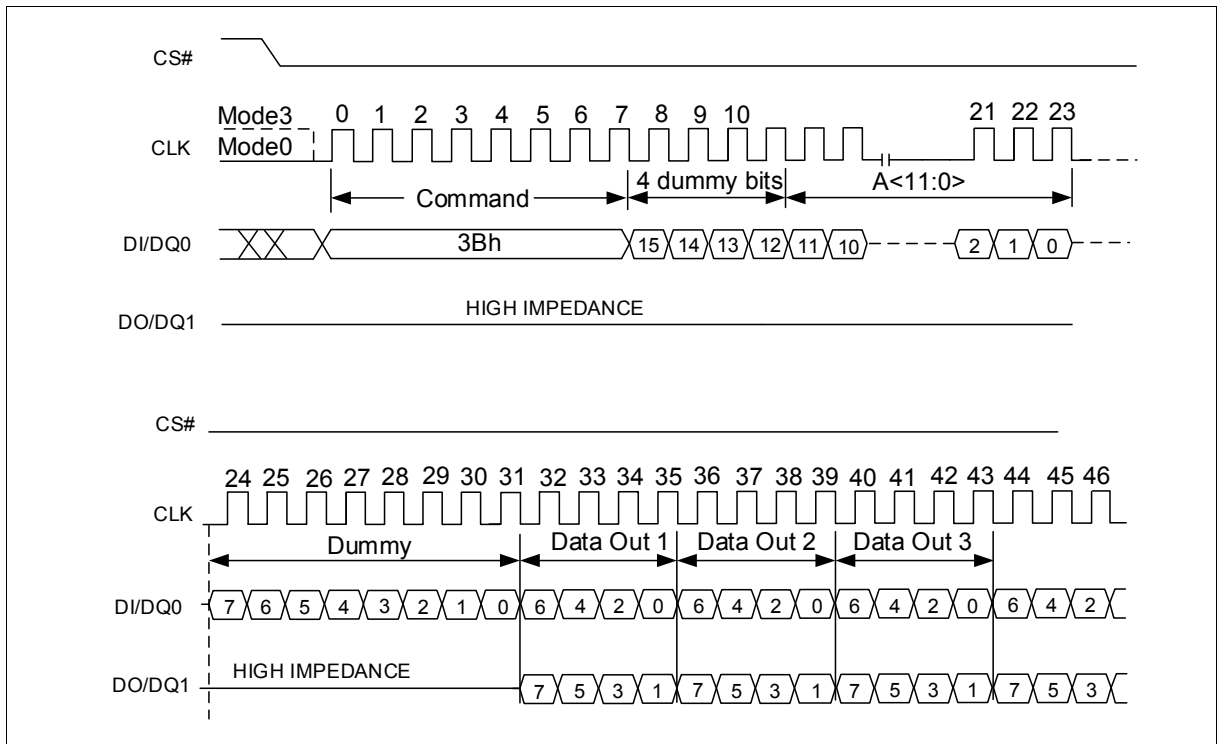 CS#
Mode3 0 1 2 3 4 5 6 7 8 9 10 21 22 23
CLK Mode0
Command 4 dummy bits A<11:0>
DI/DQ0 3Bh 15 14 13 12 11 10 2 1 0
HIGH IMPEDANCE
DO/DQ1
CS#
24 25 26 27 28 29 30 31 32 33 34 35 36 37 38 39 40 41 42 43 44 45 46
CLK
Dummy Data Out 1 Data Out 2 Data Out 3
DI/DQ0 7 6 5 4 3 2 1 0 6 4 2 0 6 4 2 0 6 4 2 0 6 4 2
HIGH IMPEDANCE
DO/DQ1 7 5 3 1 7 5 3 1 7 5 3 1 7 5 3